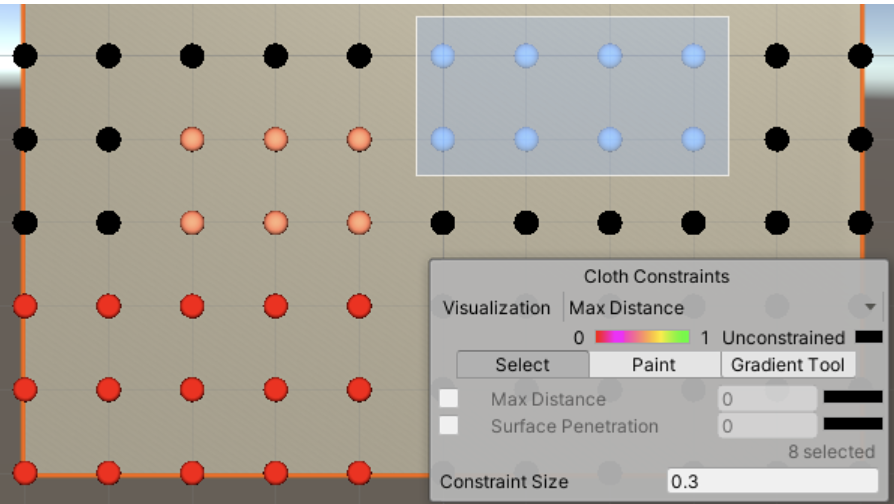 Cloth Constraints
Visualization Max Distance
0 1 Unconstrained
Select Paint Gradient Tool
Max Distance 0
Surface Penetration 0
8 selected
Constraint Size 0.3